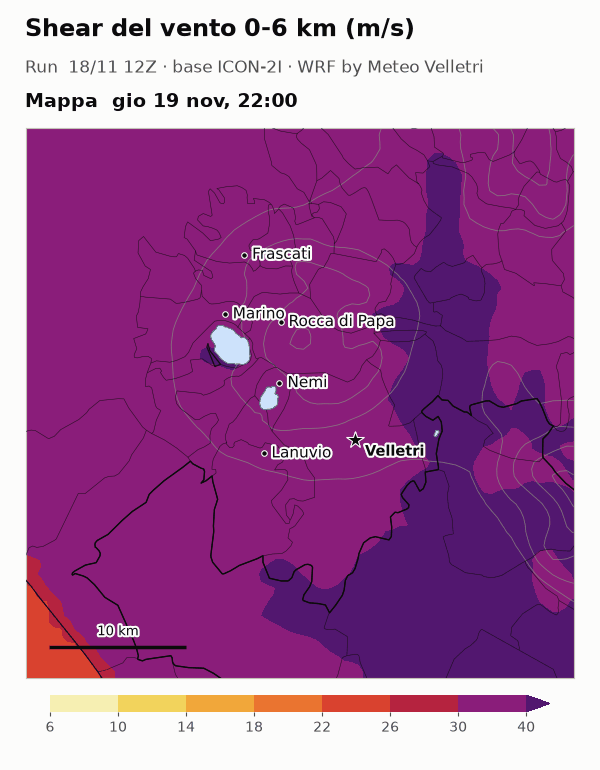 Shear del vento 0-6 km (m/s)
Run  18/11 12Z · base ICON-2I · WRF by Meteo Velletri
Mappa  gio 19 nov, 22:00
Frascati
Marino
Rocca di Papa
Nemi
Velletri
Lanuvio
10 km
6 10 14 18 22 26 30 40